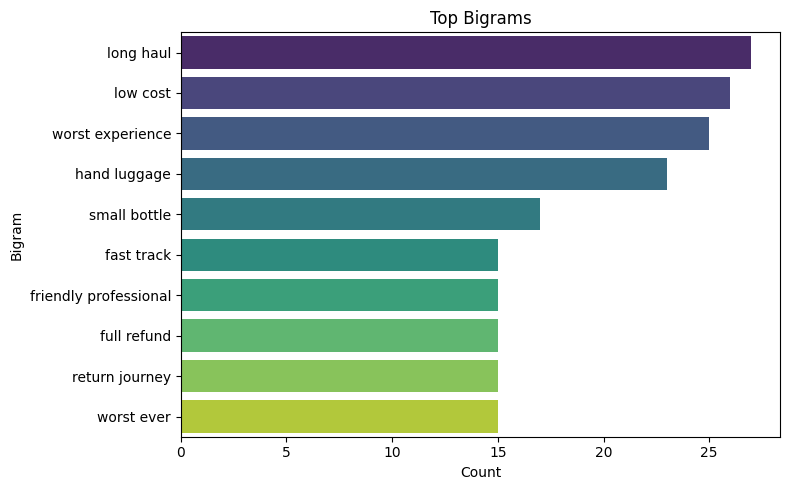 Top Bigrams
Bigram
long haul
low cost
worst experience
hand luggage
small bottle
fast track
friendly professional
full refund
return journey
worst ever
0 5 10 15 20 25
Count